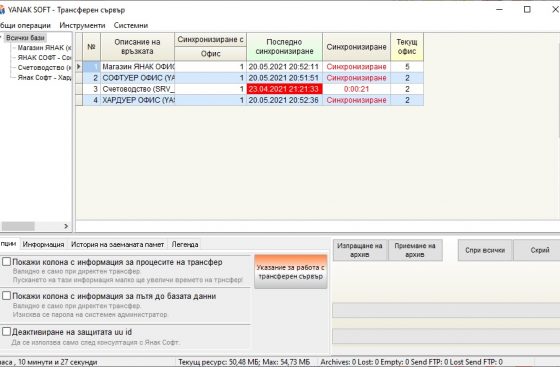 YANAK SOFT - Трансферен сървър
бщи операции Инструменти Системни
Всички бази
Магазин ЯНАК (к
ЯНАК СОФТ - Соф
Счетоводство (
Янак Софт - Хард
№ Описание на връзката Синхронизиране с Офис Последно синхронизиране Синхронизиране Текущ офис
1 Магазин ЯНАК ОФИС 1 20.05.2021 20:52:11 Синхронизиране 5
2 СОФТУЕР ОФИС (YAS 1 20.05.2021 20:51:51 Синхронизиране 2
3 Счетоводство (SRV_ 1 23.04.2021 21:21:33 0:00:21 2
4 ХАРДУЕР ОФИС (YA 1 20.05.2021 20:52:36 Синхронизиране 2
пции Информация История на заеманата памет Легенда
Покажи колона с информация за процесите на трансфер
Валидно е само при директен трансфер.
Пускането на тази информация малко ще увеличи времето на трнсфер!
Покажи колона с информация за пътя до базата данни
Валидно е само при директен трансфер.
Изисква се парола на системен администратор.
Деактивиране на защитата uu id
Да се използва само след консултация с Янак Софт.
Указание за работа с
трансферен сървър
Изпращане на архив
Приемане на архив
Спри всички
Скрий
часа , 10 минути и 27 секунди Текущ ресурс: 50,48 МБ; Мах: 54,73 МБ Archives: 0 Lost: 0 Empty: 0 Send FTP: 0 Lost Send FTP: 0